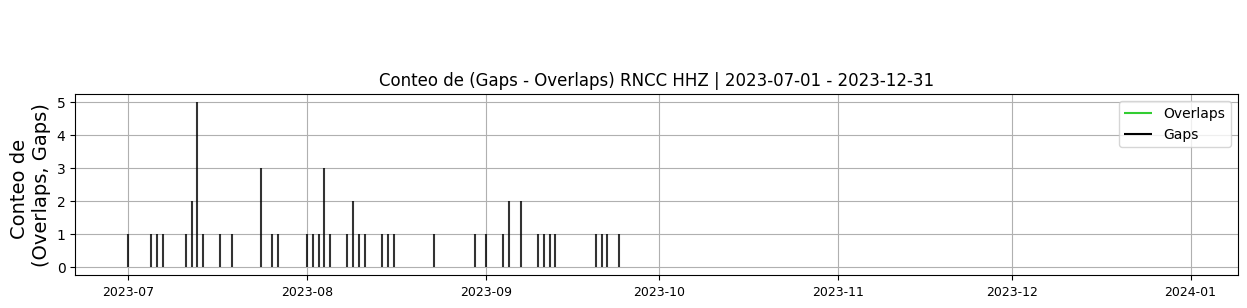 Conteo de (Gaps - Overlaps) RNCC HHZ | 2023-07-01 - 2023-12-31
Conteo de
(Overlaps, Gaps)
5
4
3
2
1
0
Overlaps
Gaps
2023-07
2023-08
2023-09
2023-10
2023-11
2023-12
2024-01